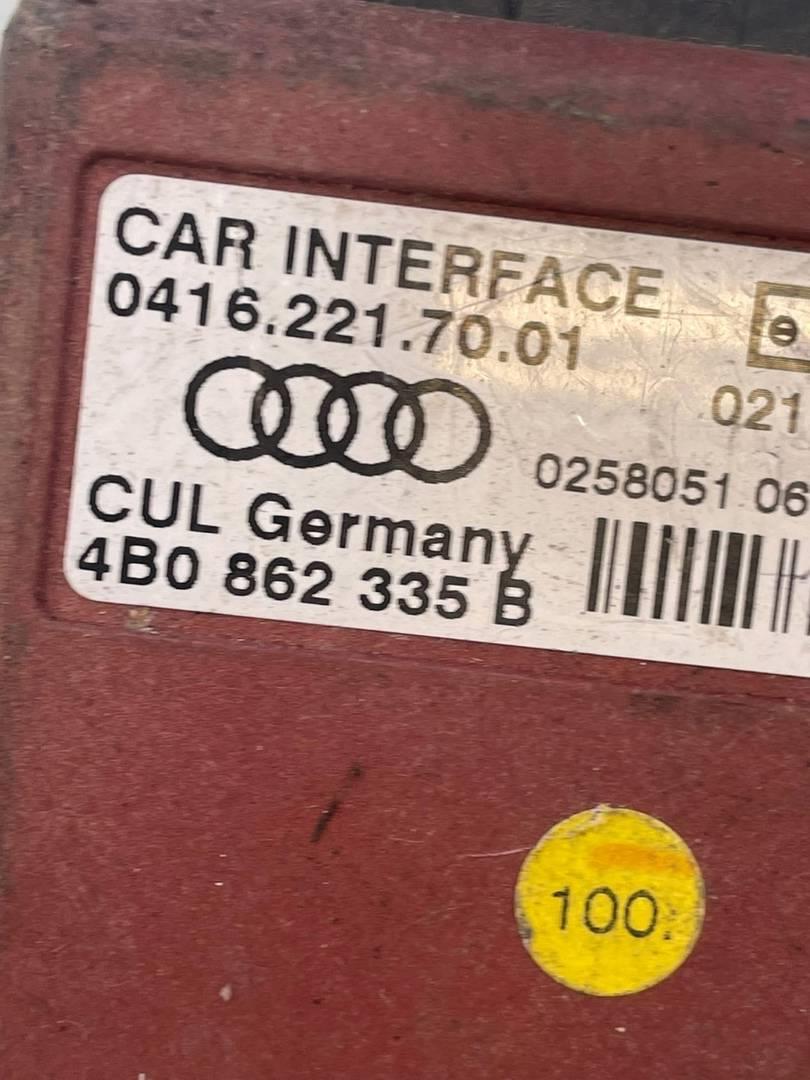 CAR INTERFACE
0416.221.70.01
e
021
0258051 06
CUL Germany
4B0 862 335 B
100.